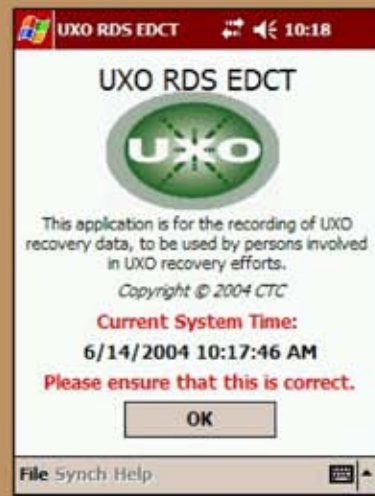 UXO RDS EDCT 10:18
UXO RDS EDCT
UXO
This application is for the recording of UXO
recovery data, to be used by persons involved
in UXO recovery efforts.
Copyright © 2004 CTC
Current System Time:
6/14/2004 10:17:46 AM
Please ensure that this is correct.
OK
File Synch Help